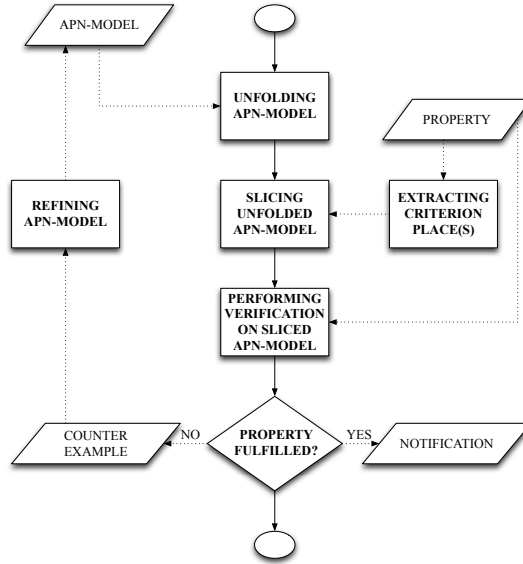 APN-MODEL
UNFOLDING
APN-MODEL
PROPERTY
REFINING
APN-MODEL
SLICING
UNFOLDED
APN-MODEL
EXTRACTING
CRITERION
PLACE(S)
PERFORMING
VERIFICATION
ON SLICED
APN-MODEL
COUNTER
EXAMPLE
NO
PROPERTY
FULFILLED?
YES
NOTIFICATION